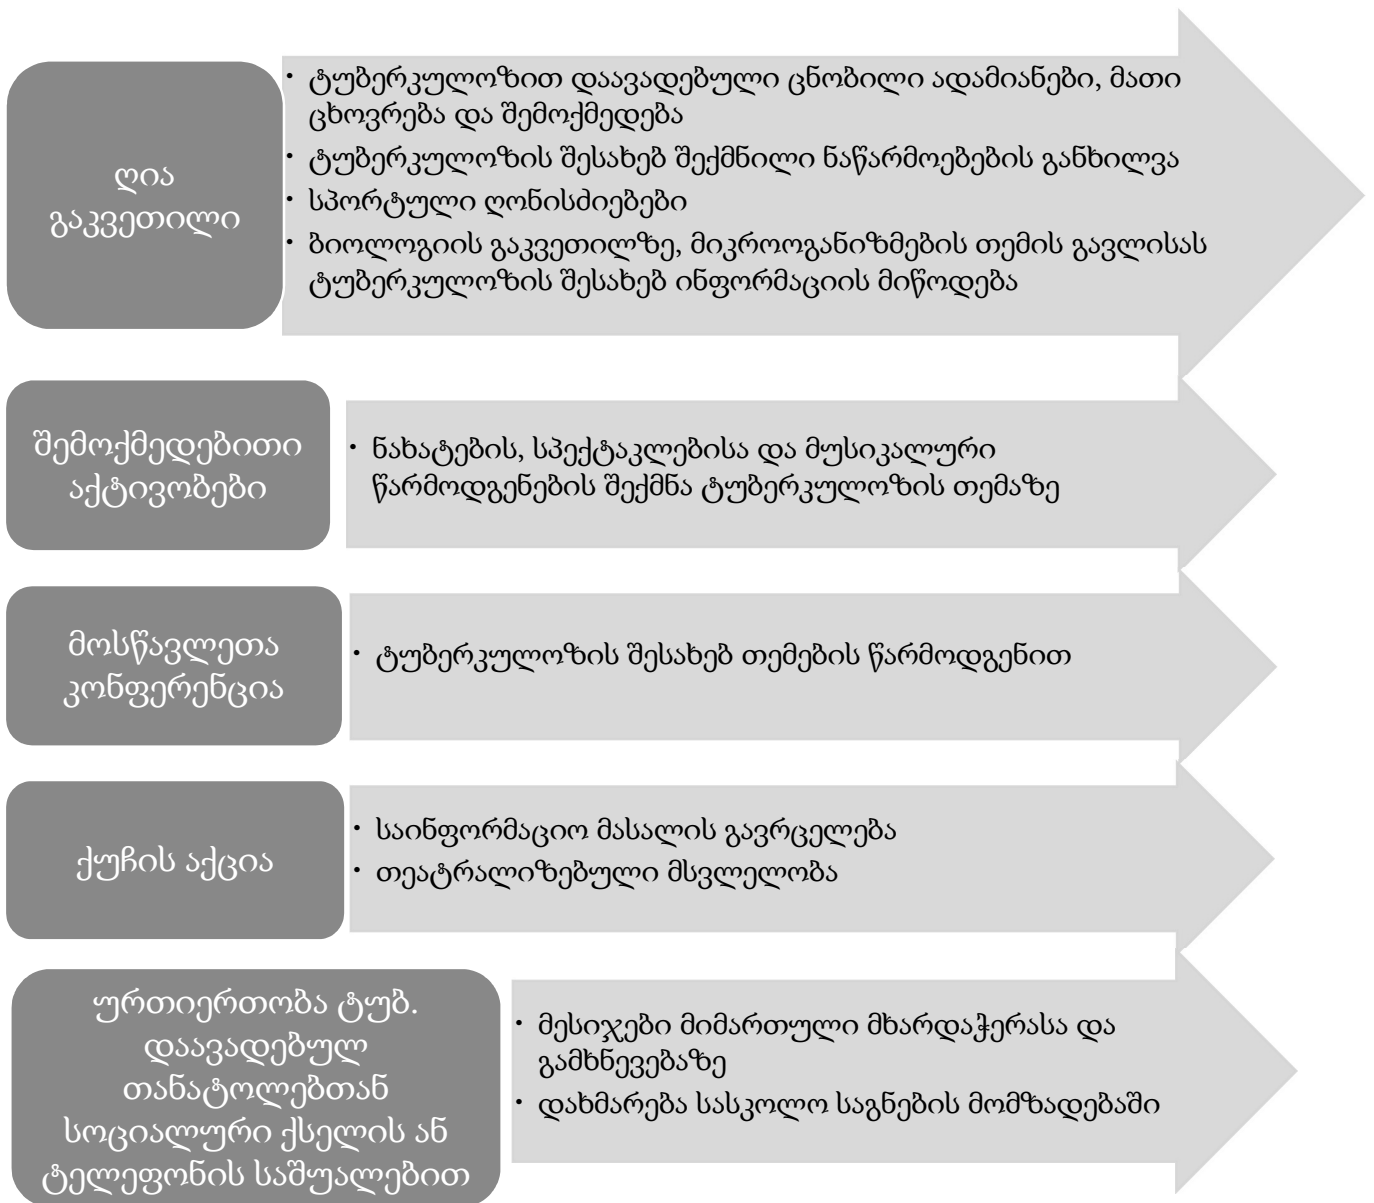 ღია
გაკვეთილი
• ტუბერკულოზით დაავადებული ცნობილი ადამიანები, მათი
ცხოვრება და შემოქმედება
• ტუბერკულოზის შესახებ შექმნილი ნაწარმოებების განხილვა
• სპორტული ღონისძიებები
• ბიოლოგიის გაკვეთილზე, მიკროოგანიზმების თემის გავლისას
ტუბერკულოზის შესახებ ინფორმაციის მიწოდება
შემოქმედებითი
აქტივობები
• ნახატების, სპექტაკლებისა და მუსიკალური
წარმოდგენების შექმნა ტუბერკულოზის თემაზე
მოსწავლეთა
კონფერენცია
• ტუბერკულოზის შესახებ თემების წარმოდგენით
ქუჩის აქცია
• საინფორმაციო მასალის გავრცელება
• თეატრალიზებული მსვლელობა
ურთიერთობა ტუბ.
დაავადებულ
თანატოლებთან
სოციალური ქსელის ან
ტელეფონის საშუალებით
• მესიჯები მიმართული მხარდაჭერასა და
გამხნევებაზე
• დახმარება სასკოლო საგნების მომზადებაში